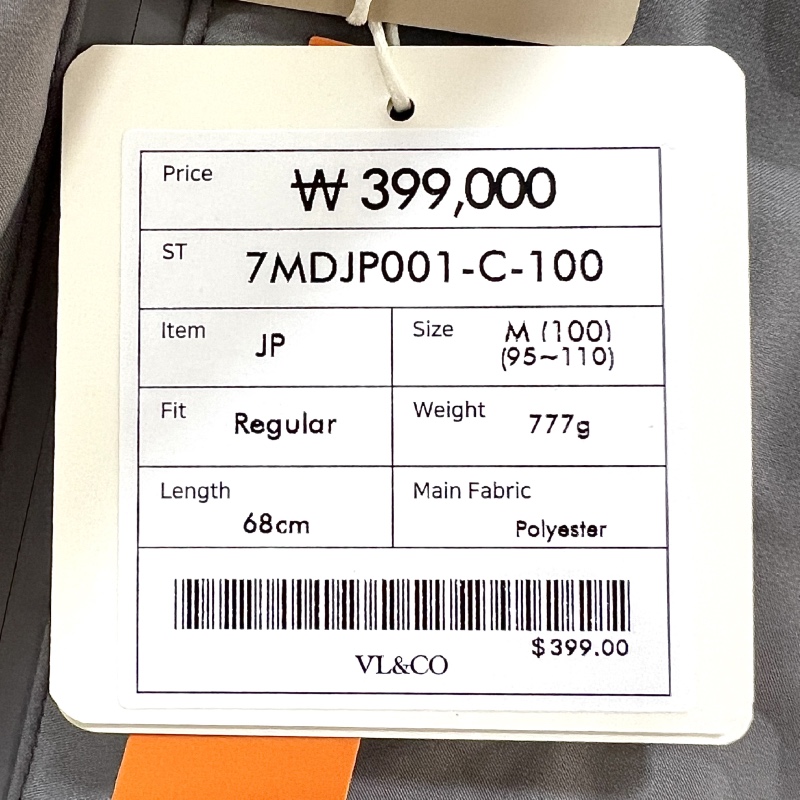 Price ₩ 399,000
ST 7MDJP001-C-100
Item JP
Size M (100)
(95~110)
Fit Regular
Weight 777g
Length
68cm
Main Fabric
Polyester
$399.00
VL&CO